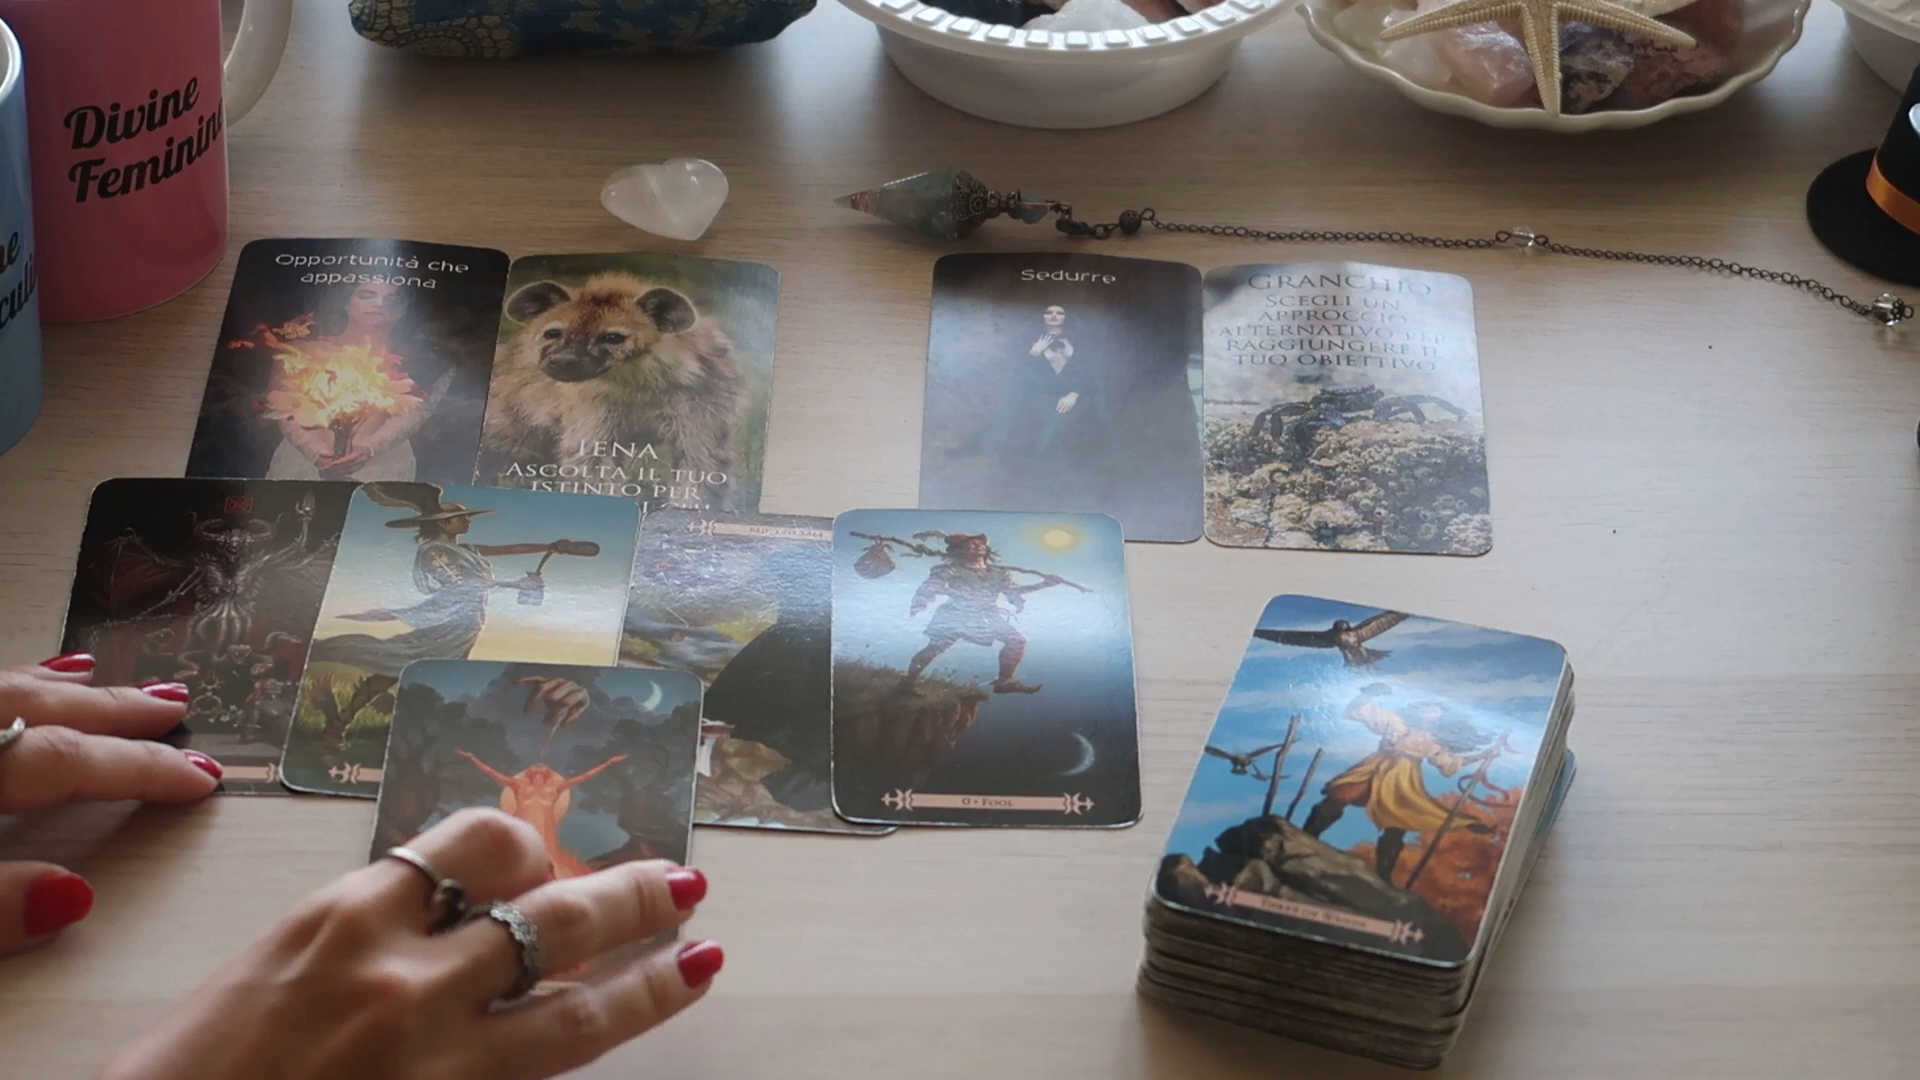 Divine
Feminine
Opportunità che
appassiona
Iena
Ascolta il tuo
istinto per
Sedurre
Granchio
Scegli un
approccio
alternativo per
raggiungere il
tuo obiettivo
0 • Fool